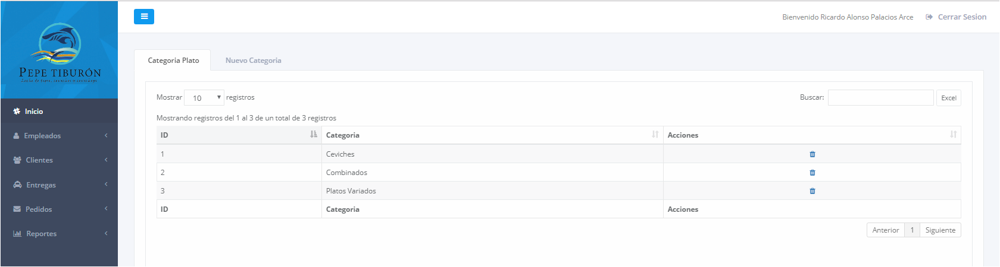 Bienvenido Ricardo Alonso Palacios Arce Cerrar Sesion
PEPE TIBURÓN
Inicio
Empleados
Clientes
Entregas
Pedidos
Reportes
Categoria Plato Nuevo Categoria
Mostrar 10 registros Buscar: Excel
Mostrando registros del 1 al 3 de un total de 3 registros
ID Categoria Acciones
1 Ceviches
2 Combinados
3 Platos Variados
ID Categoria Acciones
Anterior 1 Siguiente